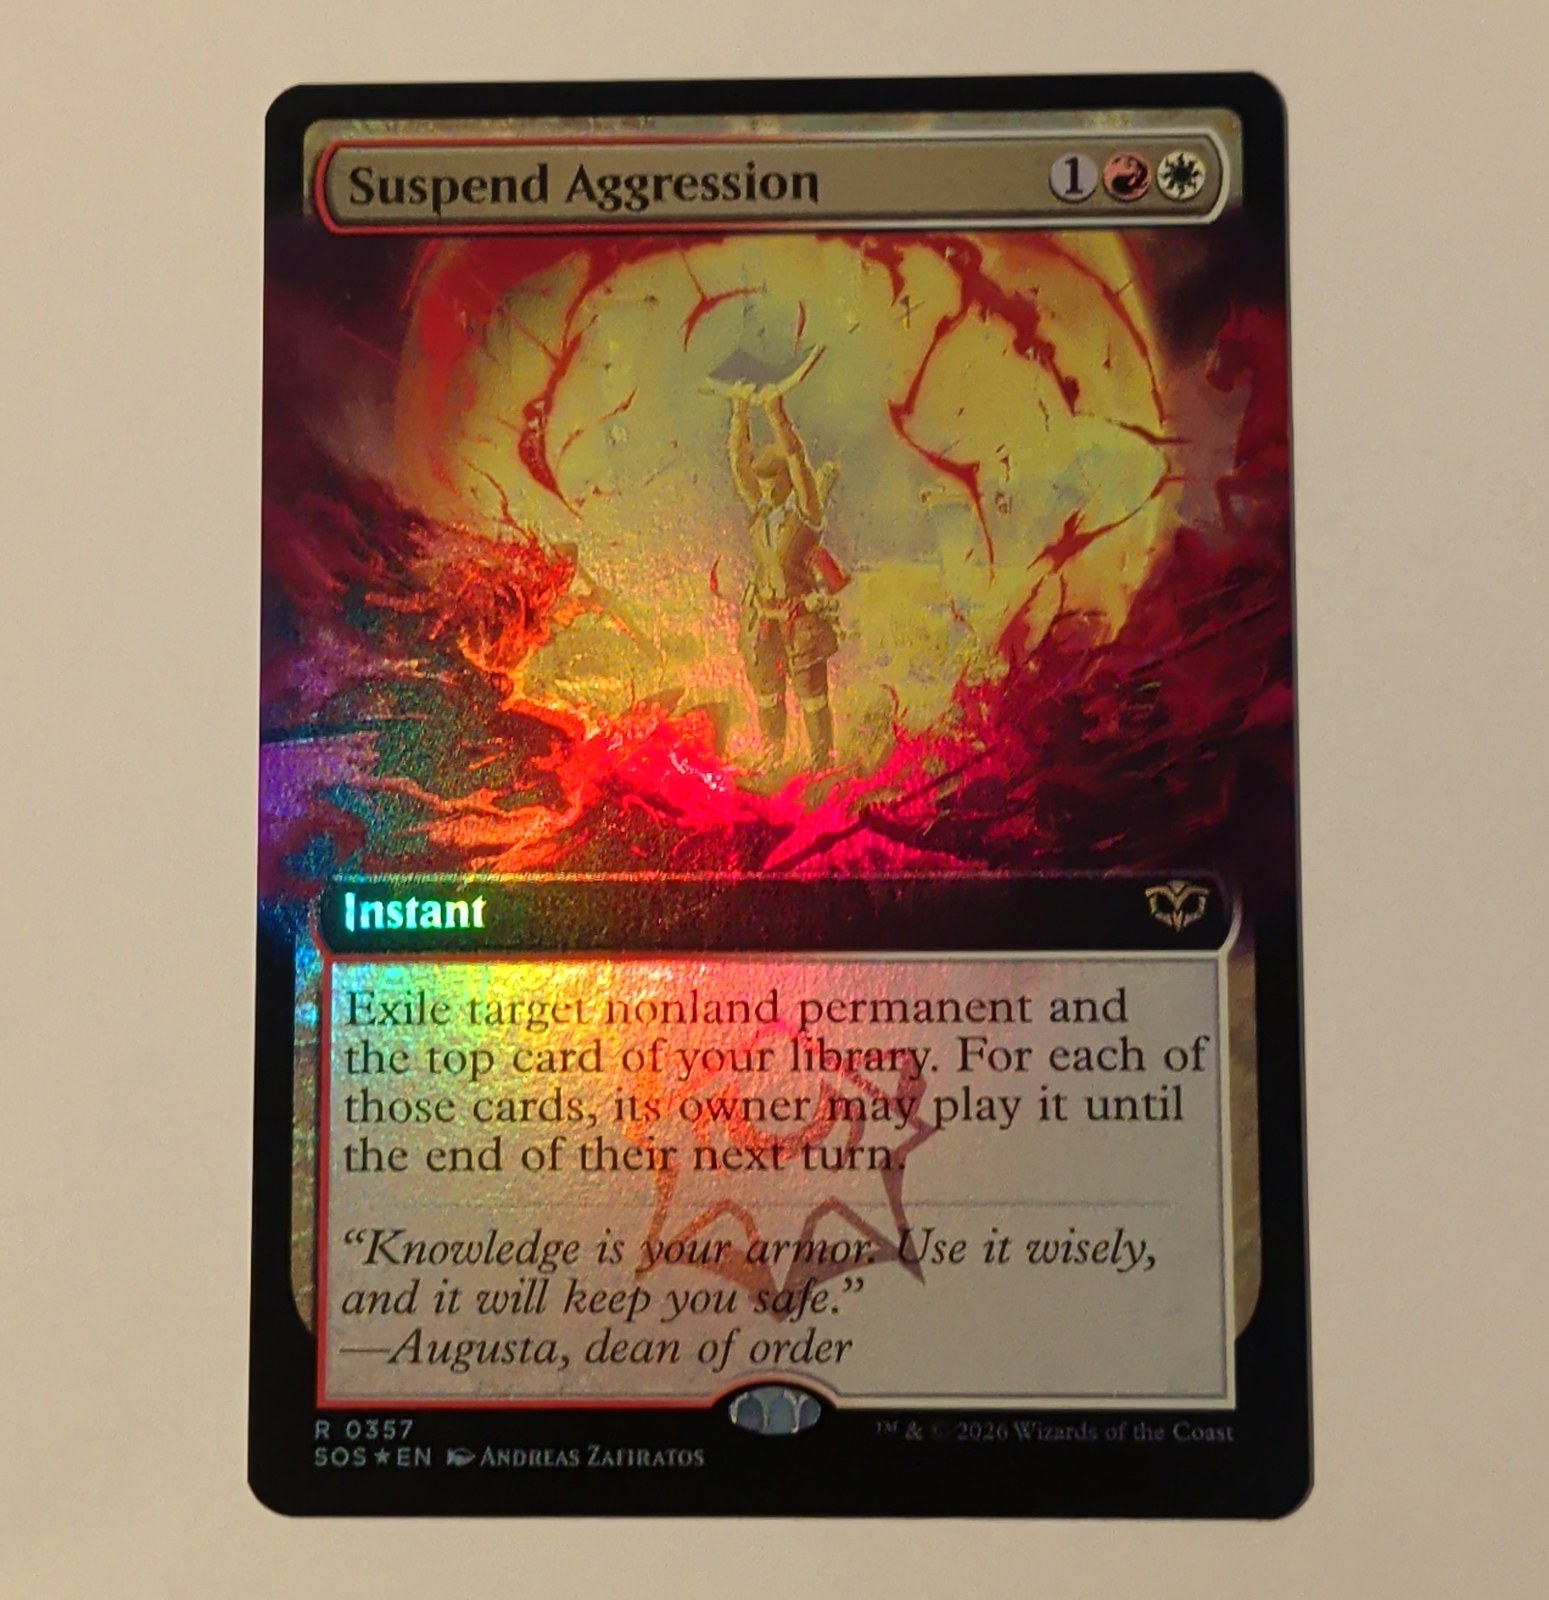 Suspend Aggression 1
Instant
Exile target nonland permanent and
the top card of your library. For each of
those cards, its owner may play it until
the end of their next turn.
“Knowledge is your armor. Use it wisely,
and it will keep you safe.”
—Augusta, dean of order
R 0357 ™ & © 2026 Wizards of the Coast
SOS★EN ANDREAS ZAFIRATOS